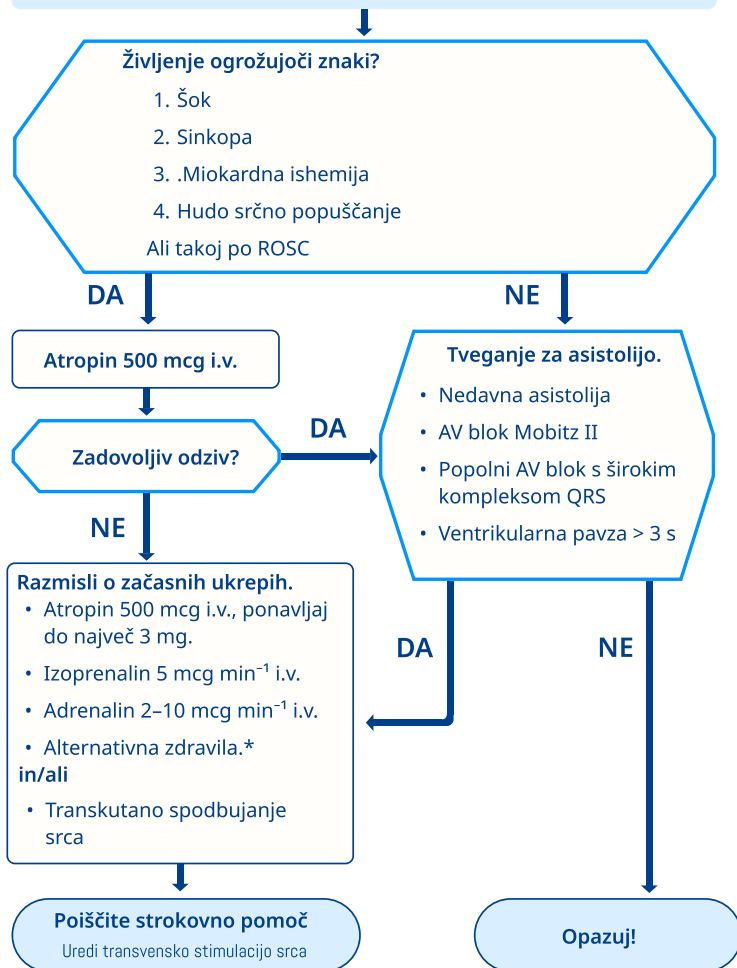 Življenje ogrožujoči znaki?
1. Šok
2. Sinkopa
3. .Miokardna ishemija
4. Hudo srčno popuščanje
Ali takoj po ROSC
DA
NE
Atropin 500 mcg i.v.
Zadovoljiv odziv?
DA
NE
Tveganje za asistolijo.
• Nedavna asistolija
• AV blok Mobitz II
• Popolni AV blok s širokim
kompleksom QRS
• Ventrikularna pavza > 3 s
Razmisli o začasnih ukrepih.
• Atropin 500 mcg i.v., ponavljaj
do največ 3 mg.
• Izoprenalin 5 mcg min⁻¹ i.v.
• Adrenalin 2–10 mcg min⁻¹ i.v.
• Alternativna zdravila.*
in/ali
• Transkutano spodbujanje
srca
DA
NE
Poiščite strokovno pomoč
Uredi transvensko stimulacijo srca
Opazuj!